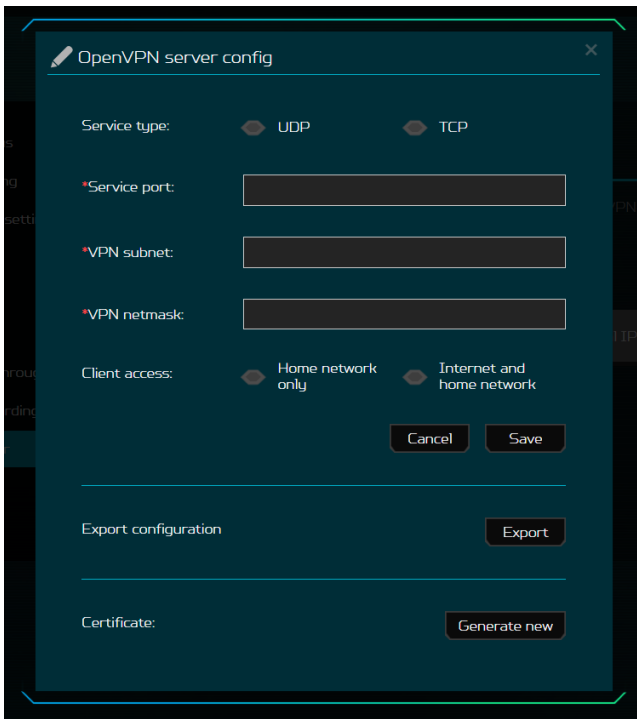 OpenVPN server config
Service type:
UDP
TCP
*Service port:
*VPN subnet:
*VPN netmask:
Client access:
Home network
only
Internet and
home network
Cancel
Save
Export configuration
Export
Certificate:
Generate new